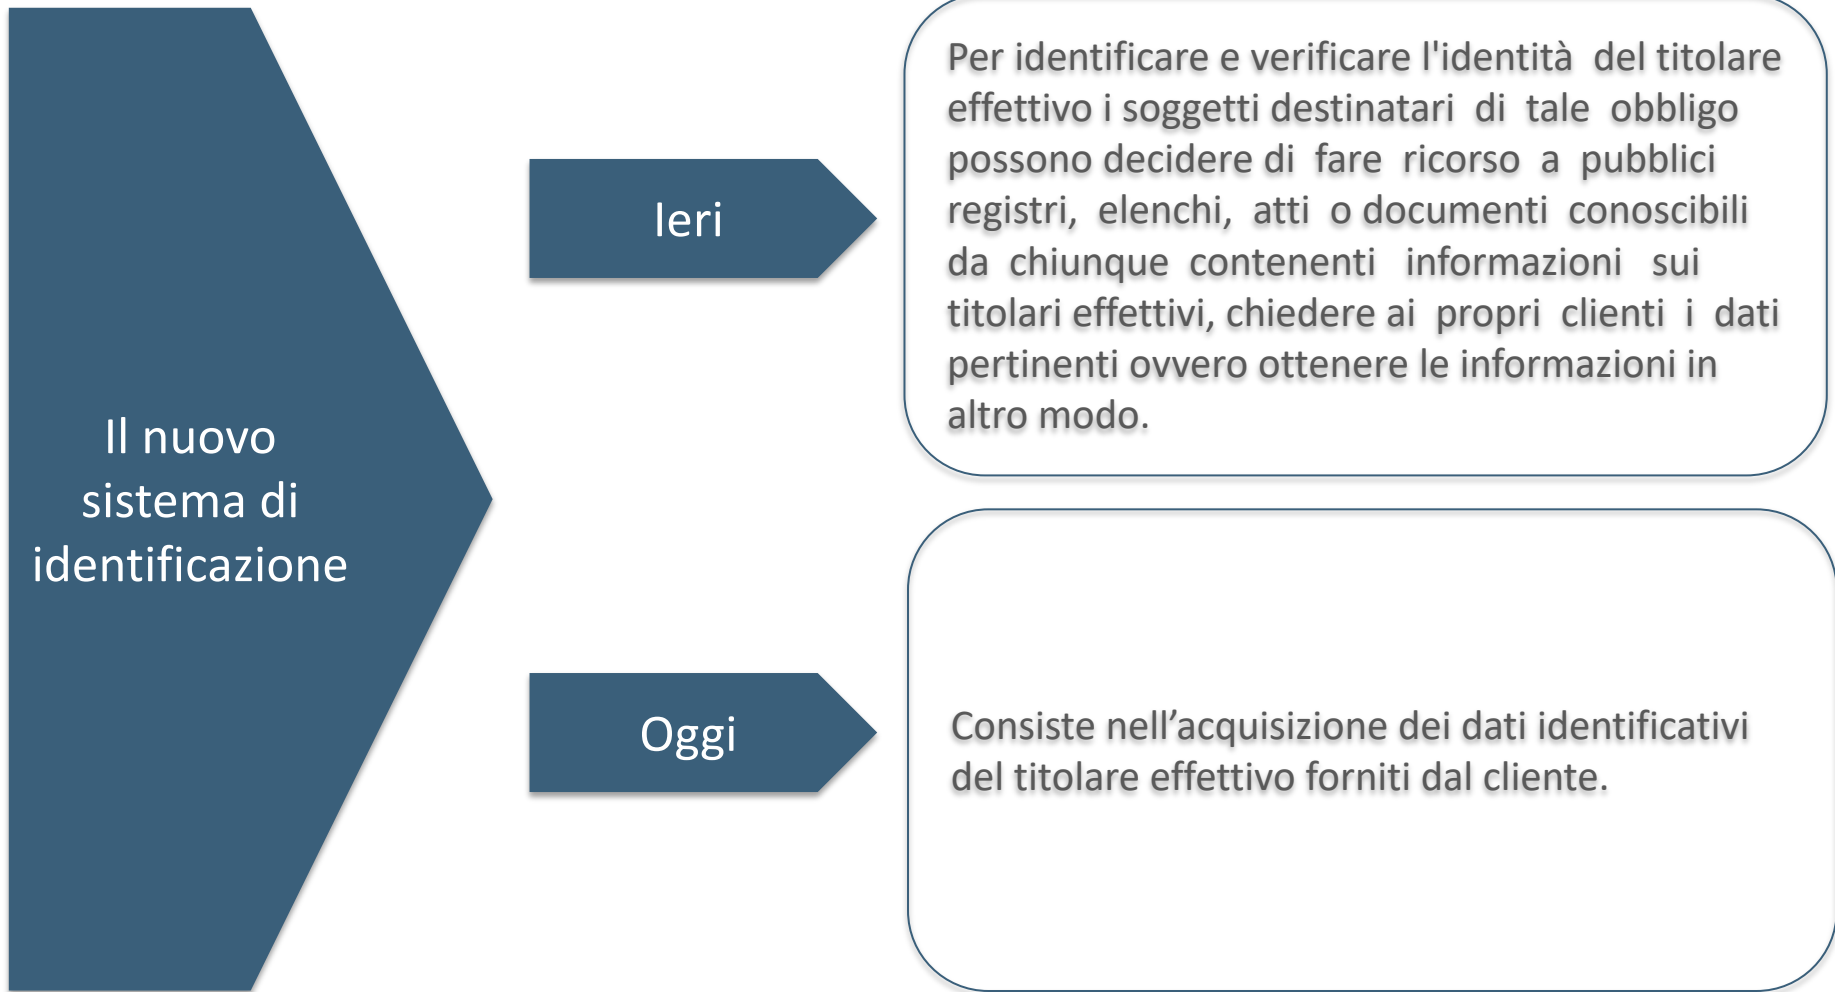 Il nuovo
sistema di
identificazione
Ieri
Per identificare e verificare l'identità del titolare
effettivo i soggetti destinatari di tale obbligo
possono decidere di fare ricorso a pubblici
registri, elenchi, atti o documenti conoscibili
da chiunque contenenti informazioni sui
titolari effettivi, chiedere ai propri clienti i dati
pertinenti ovvero ottenere le informazioni in
altro modo.
Oggi
Consiste nell’acquisizione dei dati identificativi
del titolare effettivo forniti dal cliente.